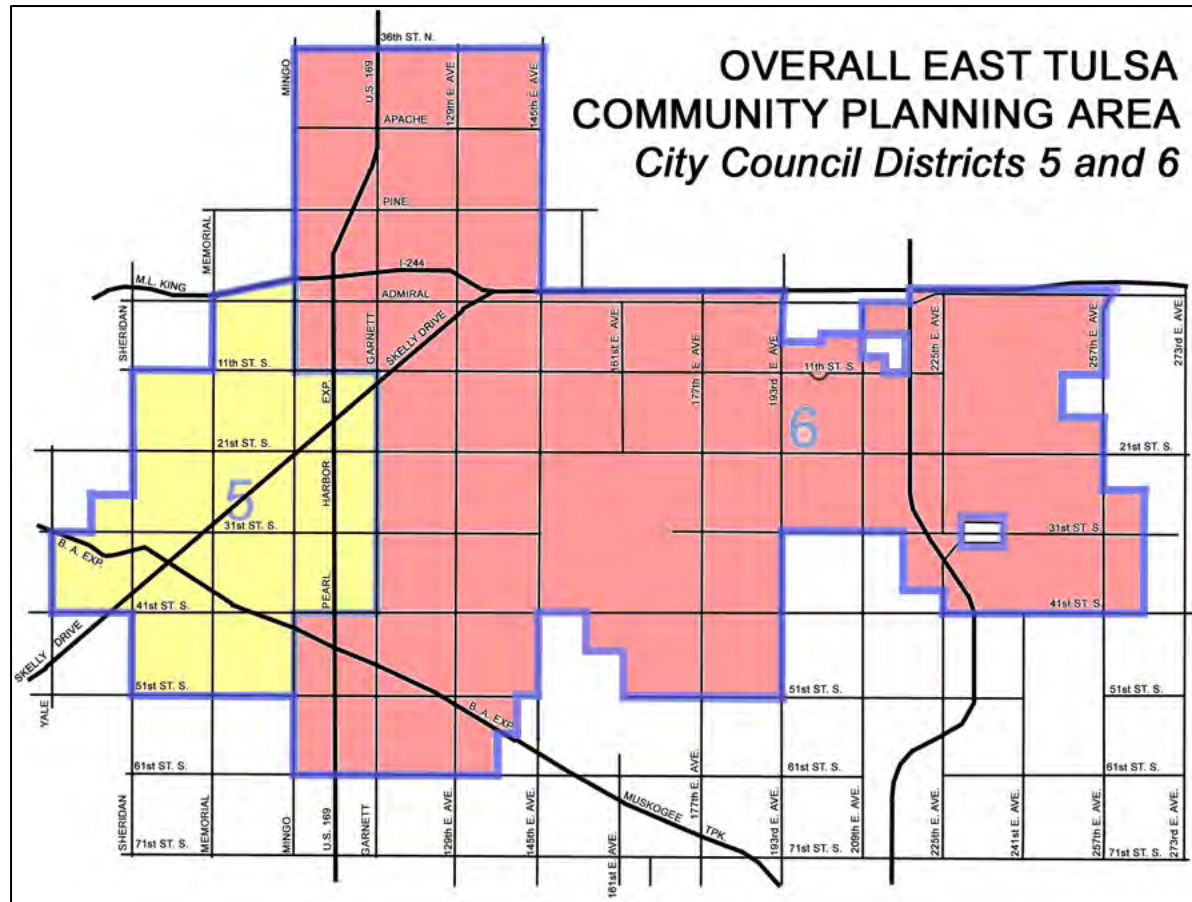 OVERALL EAST TULSA
COMMUNITY PLANNING AREA
City Council Districts 5 and 6
36th ST. N.
MINGO
U.S. 169
129th E. AVE
145th E. AVE
APACHE
PINE
MEMORIAL
I-244
M.L. KING
ADMIRAL
SHERIDAN
GARNETT
SKELLY DRIVE
161st E. AVE.
177th E. AVE
193rd E. AVE.
225th E. AVE.
257th E. AVE.
273rd E. AVE.
11th ST. S.
11th ST. S.
EXP.
6
21st ST. S.
21st ST. S.
HARBOR
5
31st ST. S.
31st ST. S.
B. A. EXP.
PEARL
41st ST. S.
41st ST. S.
SKELLY DRIVE
51st ST. S.
51st ST. S.
51st ST. S.
YALE
B. A. EXP.
61st ST. S.
61st ST. S.
61st ST. S.
MUSKOGEE TPK.
SHERIDAN
MEMORIAL
MINGO
U.S. 169
GARNETT
129th E. AVE.
145th E. AVE.
161st E. AVE.
177th E. AVE.
193rd E. AVE.
209th E. AVE.
225th E. AVE.
241st E. AVE.
257th E. AVE.
273rd E. AVE.
71st ST. S.
71st ST. S.
71st ST. S.